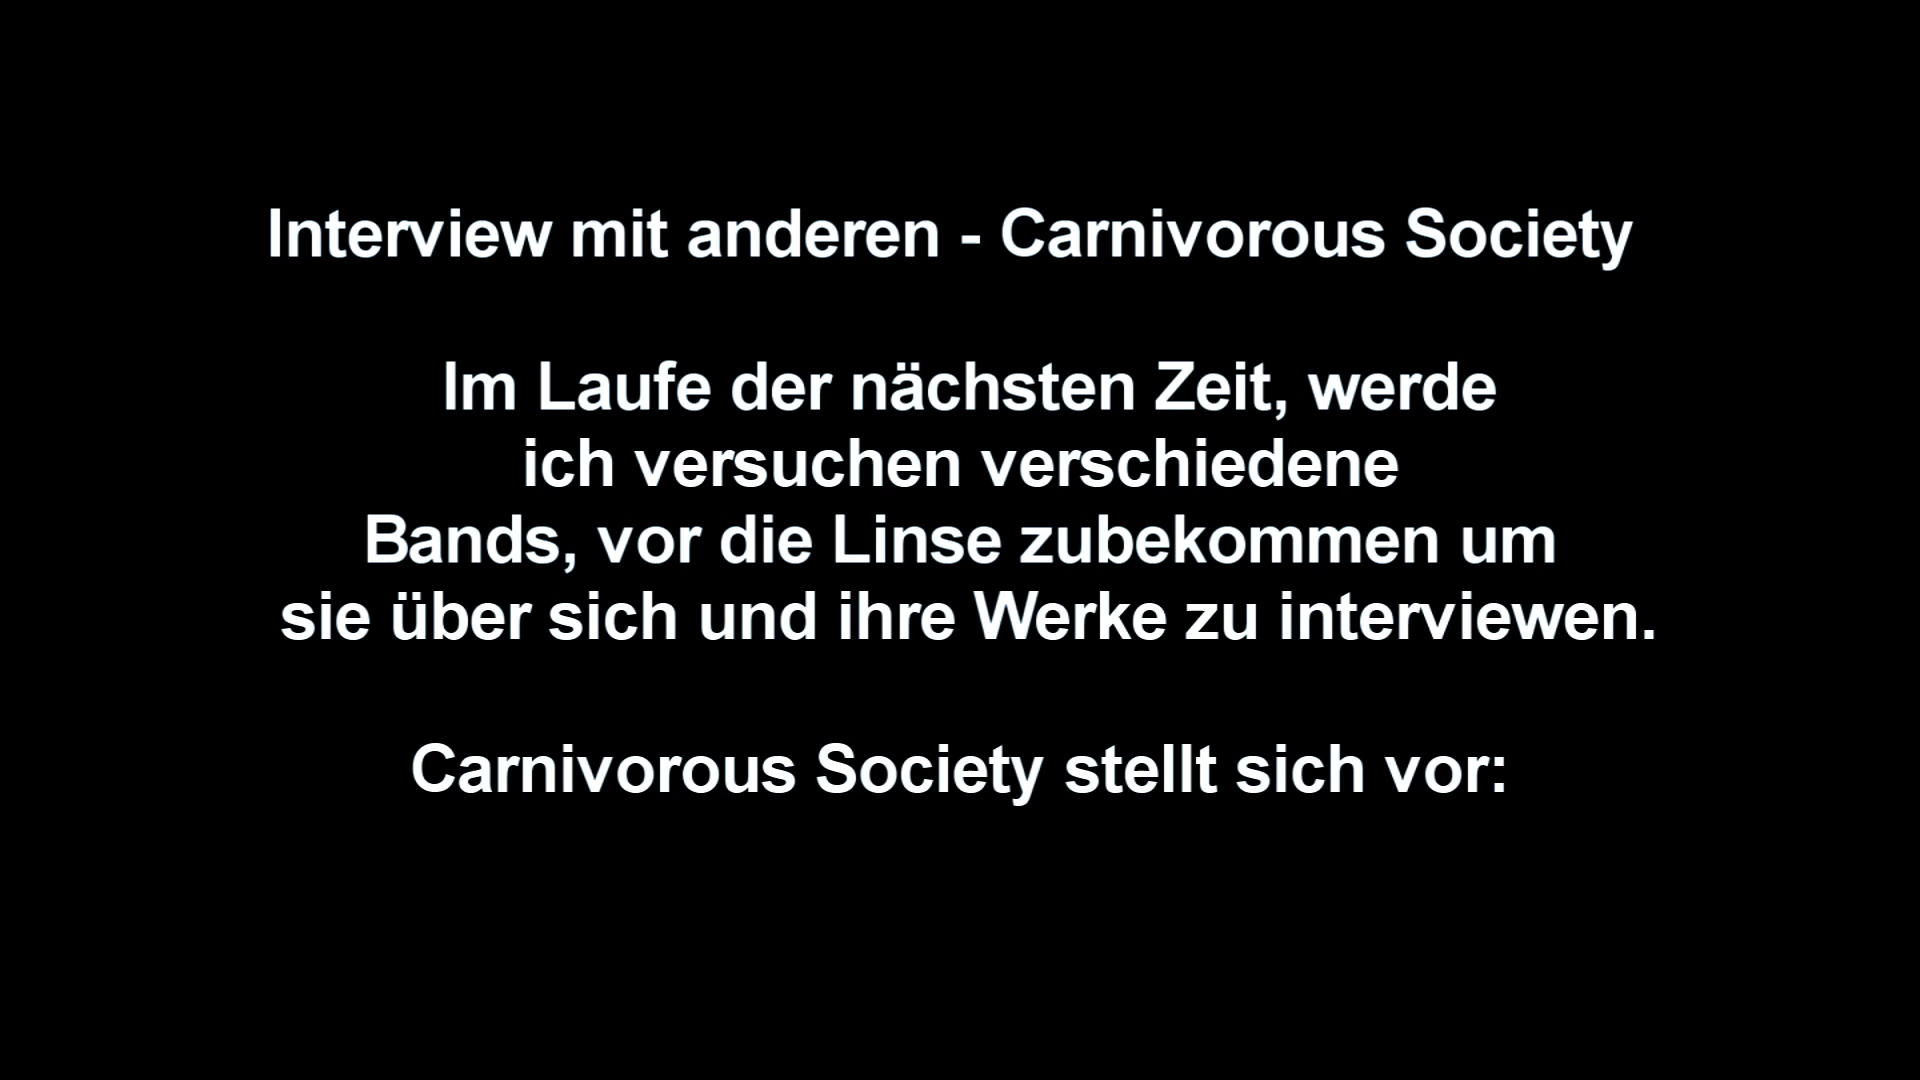 Interview mit anderen - Carnivorous Society
Im Laufe der nächsten Zeit, werde
ich versuchen verschiedene
Bands, vor die Linse zubekommen um
sie über sich und ihre Werke zu interviewen.
Carnivorous Society stellt sich vor: